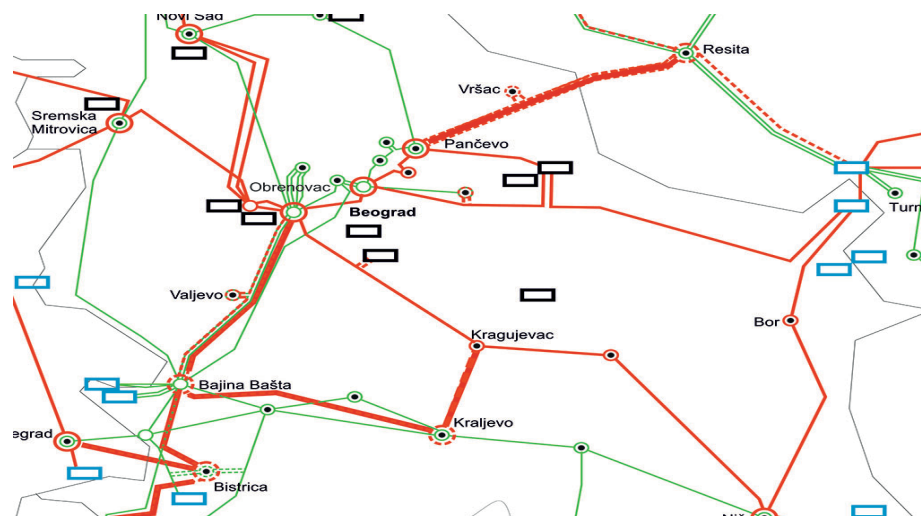 Novi Sad
Resita
Vršac
Sremska
Mitrovica
Pančevo
Obrenovac
Beograd
Turn
Valjevo
Bor
Kragujevac
Bajina Bašta
Kraljevo
egrad
Bistrica